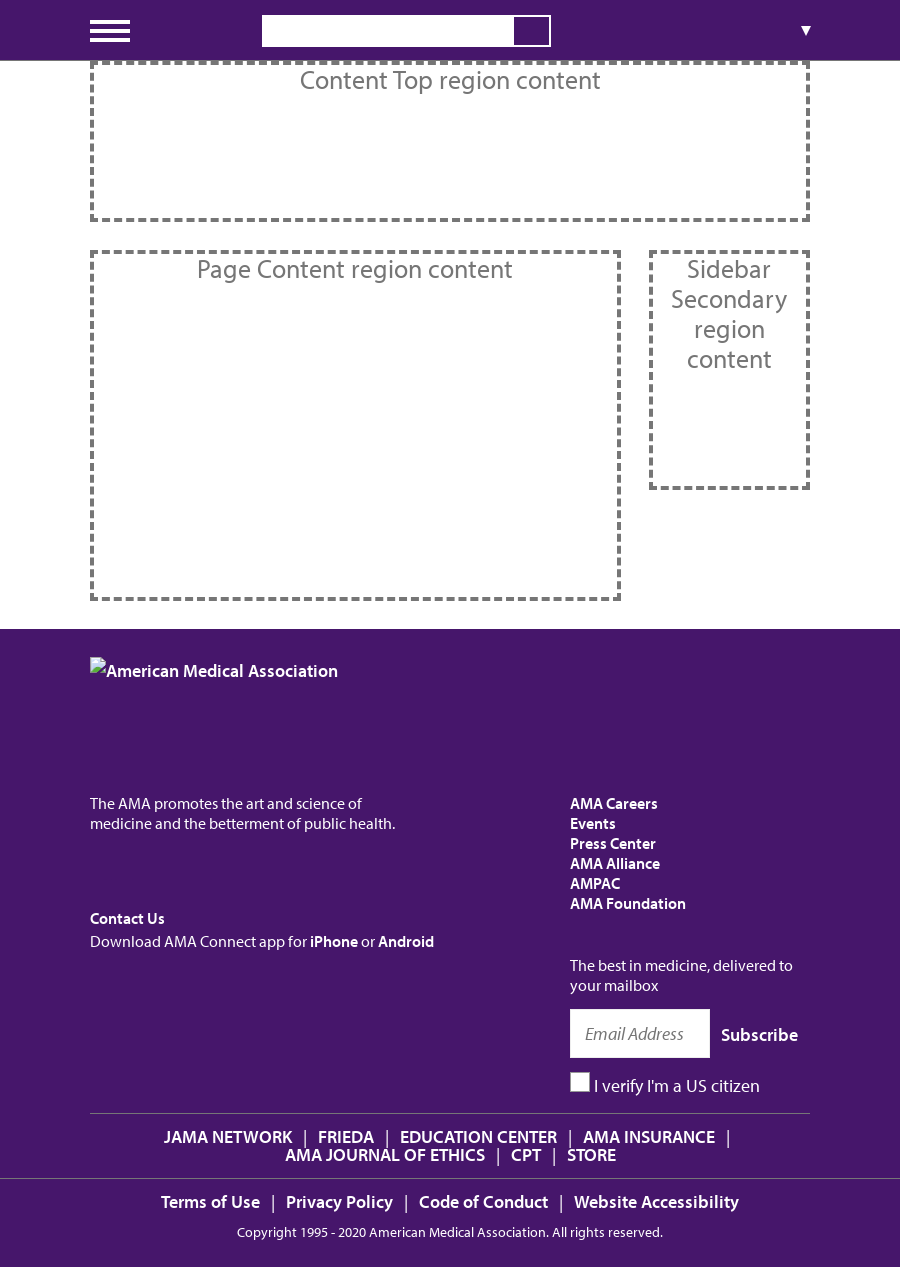 Content Top region content
Page Content region content
Sidebar
Secondary
region
content
American Medical Association
The AMA promotes the art and science of
medicine and the betterment of public health.
Contact Us
Download AMA Connect app for iPhone or Android
AMA Careers
Events
Press Center
AMA Alliance
AMPAC
AMA Foundation
The best in medicine, delivered to
your mailbox
Email Address
Subscribe
I verify I'm a US citizen
JAMA NETWORK | FRIEDA | EDUCATION CENTER | AMA INSURANCE |
AMA JOURNAL OF ETHICS | CPT | STORE
Terms of Use | Privacy Policy | Code of Conduct | Website Accessibility
Copyright 1995 - 2020 American Medical Association. All rights reserved.